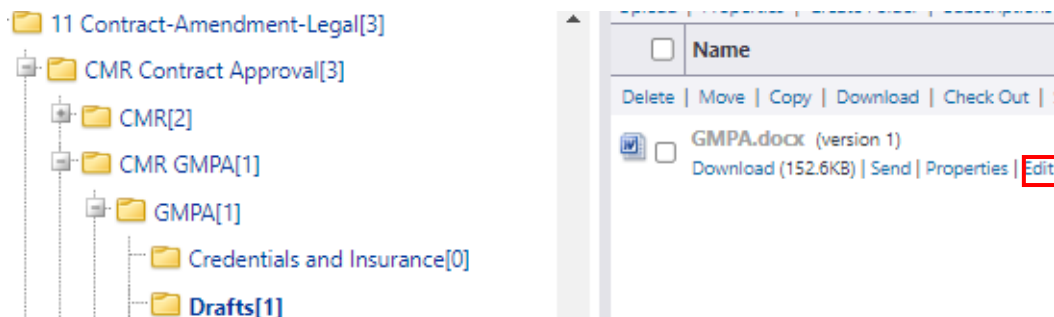 11 Contract-Amendment-Legal[3]
CMR Contract Approval[3]
CMR[2]
CMR GMPA[1]
GMPA[1]
Credentials and Insurance[0]
Drafts[1]
Name
Delete | Move | Copy | Download | Check Out |
GMPA.docx (version 1)
Download (152.6KB) | Send | Properties | Edit